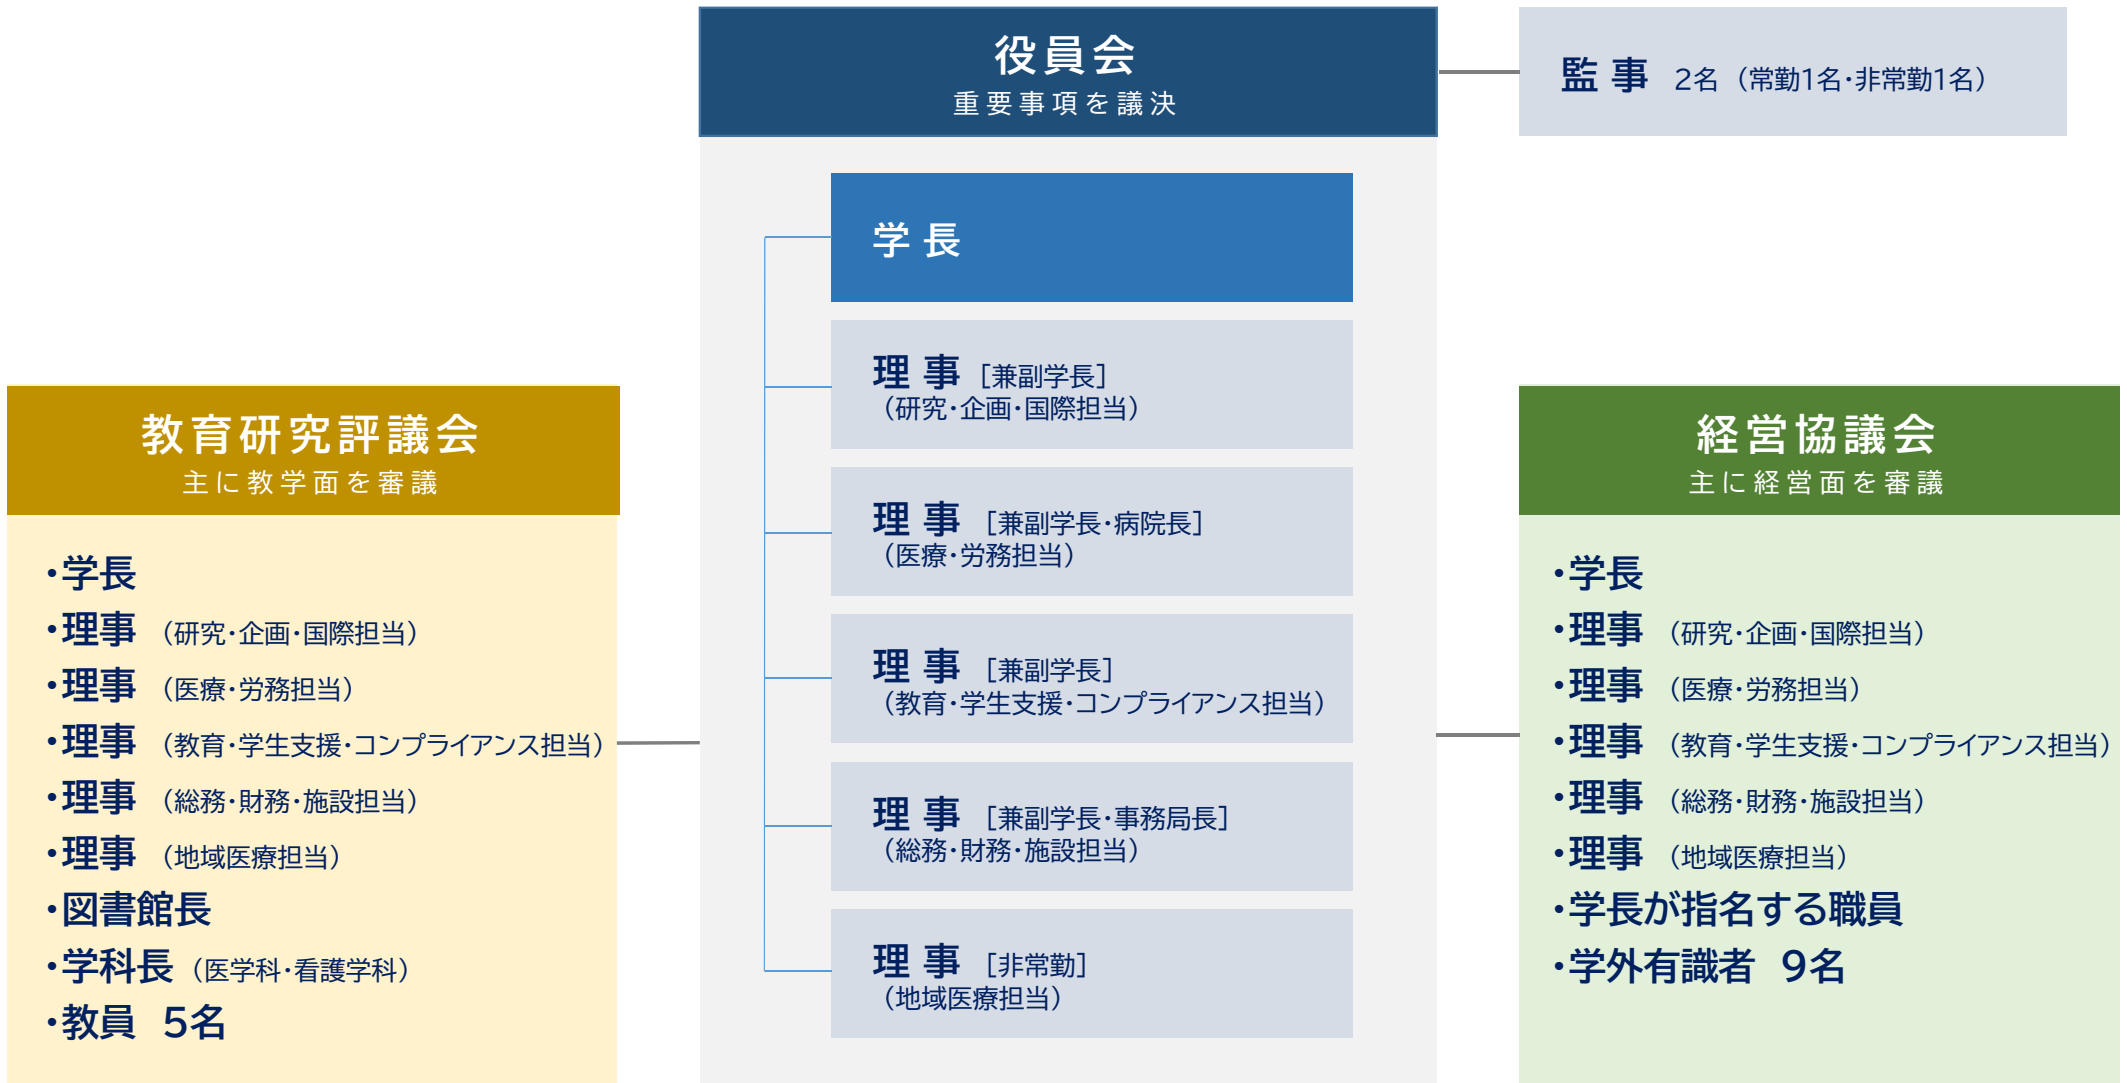 役員会
重要事項を議決
監 事 2名 （常勤1名・非常勤1名）
学 長
理 事 ［兼副学長］
（研究・企画・国際担当）
理 事 ［兼副学長・病院長］
（医療・労務担当）
理 事 ［兼副学長］
（教育・学生支援・コンプライアンス担当）
理 事 ［兼副学長・事務局長］
（総務・財務・施設担当）
理 事 ［非常勤］
（地域医療担当）
教育研究評議会
主に教学面を審議
・学長
・理事 （研究・企画・国際担当）
・理事 （医療・労務担当）
・理事 （教育・学生支援・コンプライアンス担当）
・理事 （総務・財務・施設担当）
・理事 （地域医療担当）
・図書館長
・学科長 （医学科・看護学科）
・教員 5名
経営協議会
主に経営面を審議
・学長
・理事 （研究・企画・国際担当）
・理事 （医療・労務担当）
・理事 （教育・学生支援・コンプライアンス担当）
・理事 （総務・財務・施設担当）
・理事 （地域医療担当）
・学長が指名する職員
・学外有識者 9名